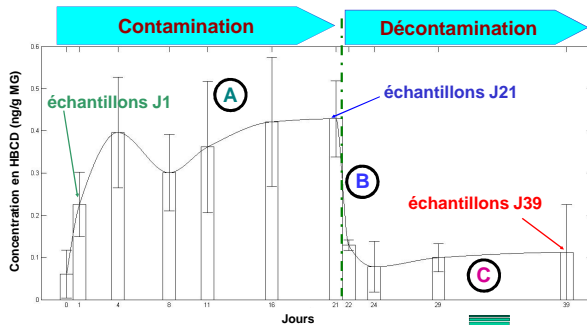 Contamination
Décontamination
0.6
0.5
0.4
0.3
0.2
0.1
0
Concentration en HBCD (ng/g MG)
échantillons J1
A
échantillons J21
B
échantillons J39
C
0 1 4 8 11 16 21 22 24 29 39
Jours